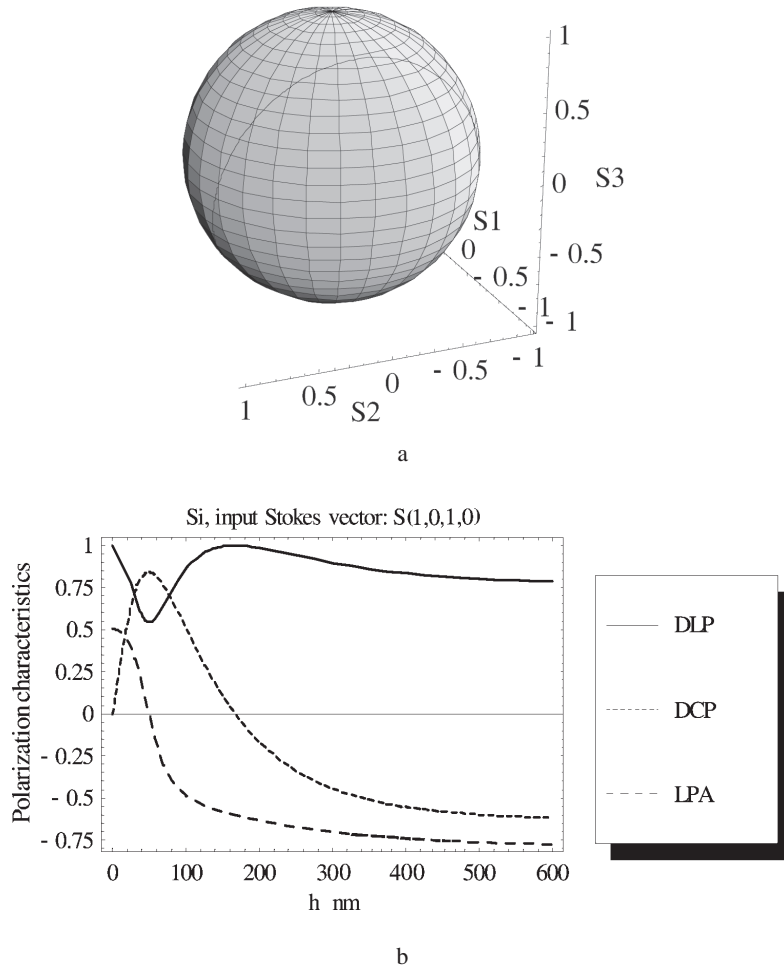 1
0.5
0 S3
- 0.5
- 1
S1
0
- 0.5
- 1
- 1
- 0.5
0
0.5
1
S2
a
Si, input Stokes vector: S(1,0,1,0)
Polarization characteristics
1
0.75
0.5
0.25
0
- 0.25
- 0.5
- 0.75
0 100 200 300 400 500 600
h nm
DLP
DCP
LPA
b